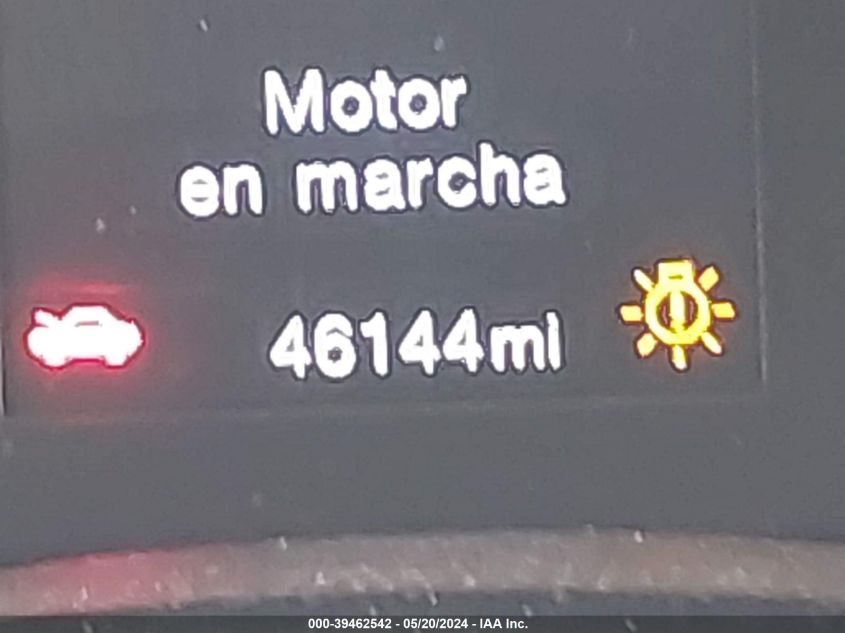 Motor
en marcha
46144mi
000-39462542 - 05/20/2024 - IAA Inc.